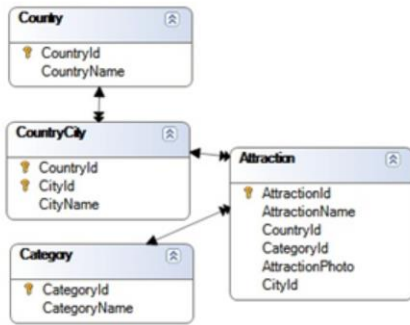 Country
CountryId
CountryName
CountryCity
CountryId
CityId
CityName
Attraction
AttractionId
AttractionName
CountryId
CategoryId
AttractionPhoto
CityId
Category
CategoryId
CategoryName